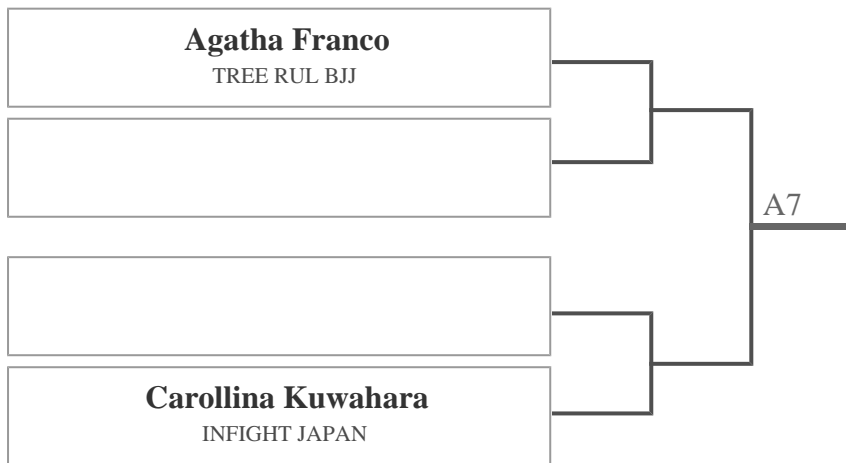 Agatha Franco
TREE RUL BJJ
A7
Carollina Kuwahara
INFIGHT JAPAN